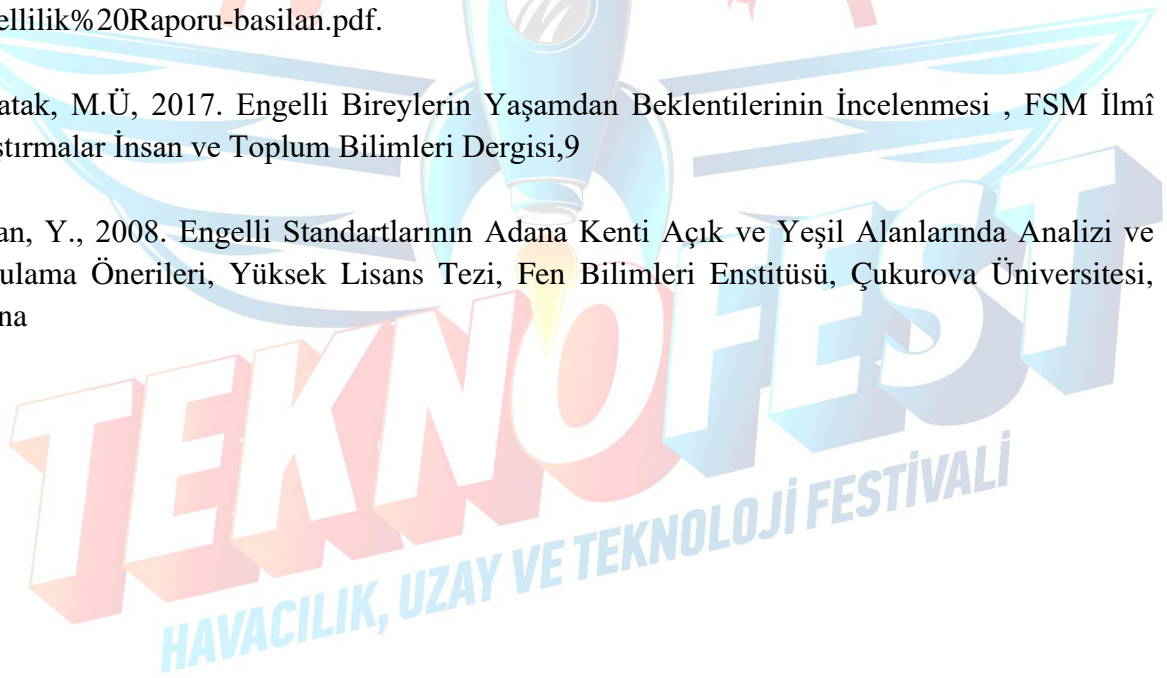 ellilik%20Raporu-basilan.pdf.
atak, M.Ü, 2017. Engelli Bireylerin Yaşamdan Beklentilerinin İncelenmesi , FSM İlmî
ştırmalar İnsan ve Toplum Bilimleri Dergisi,9
an, Y., 2008. Engelli Standartlarının Adana Kenti Açık ve Yeşil Alanlarında Analizi ve
ulama Önerileri, Yüksek Lisans Tezi, Fen Bilimleri Enstitüsü, Çukurova Üniversitesi,
na
TEKNOFEST
HAVACILIK, UZAY VE TEKNOLOJİ FESTİVALİ